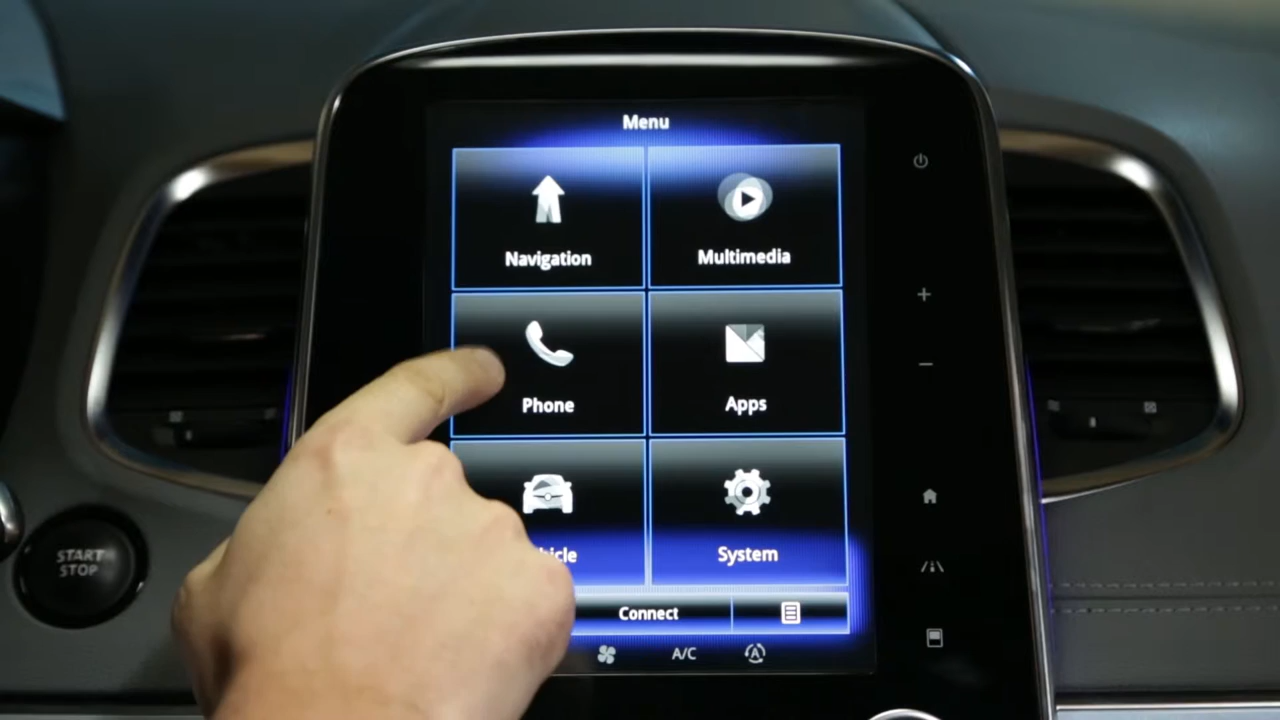 Menu
Navigation
Multimedia
Phone
Apps
System
START
STOP
Connect
A/C